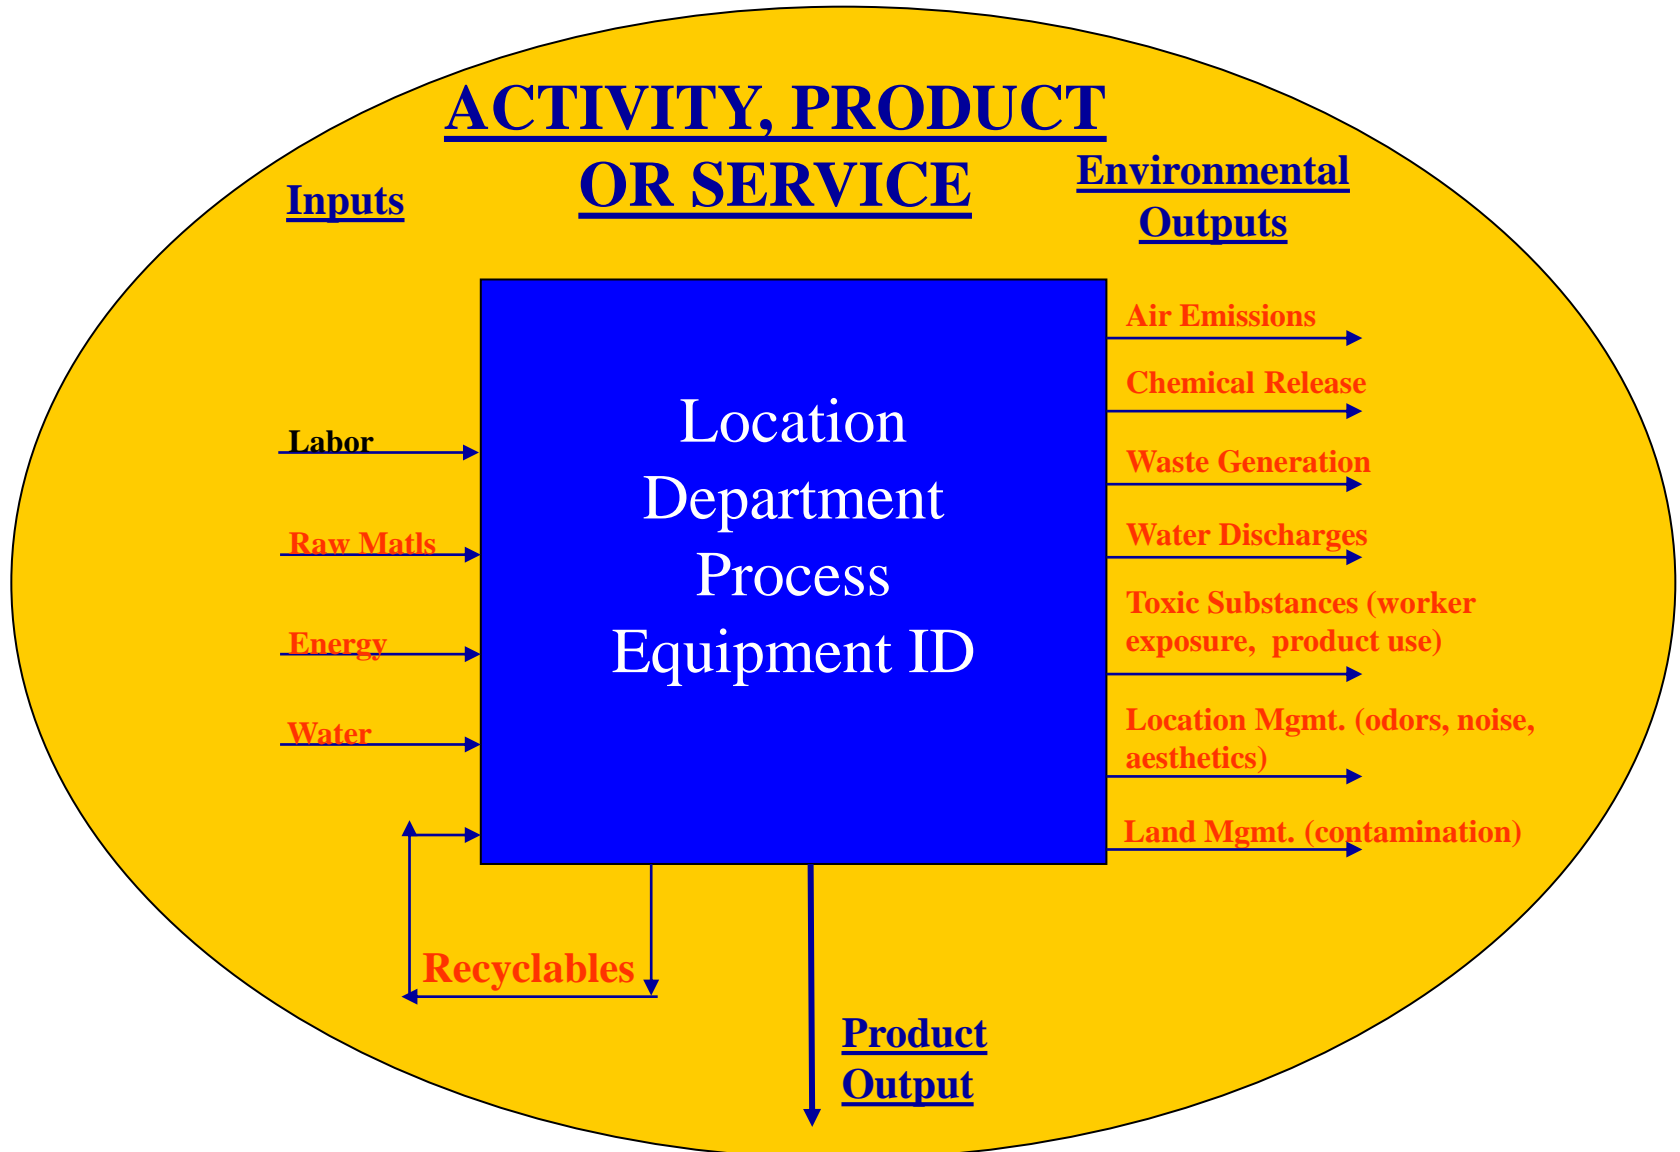 ACTIVITY, PRODUCT
OR SERVICE
Inputs
Environmental
Outputs
Labor
Raw Matls
Energy
Water
Location
Department
Process
Equipment ID
Air Emissions
Chemical Release
Waste Generation
Water Discharges
Toxic Substances (worker
exposure, product use)
Location Mgmt. (odors, noise,
aesthetics)
Land Mgmt. (contamination)
Recyclables
Product
Output